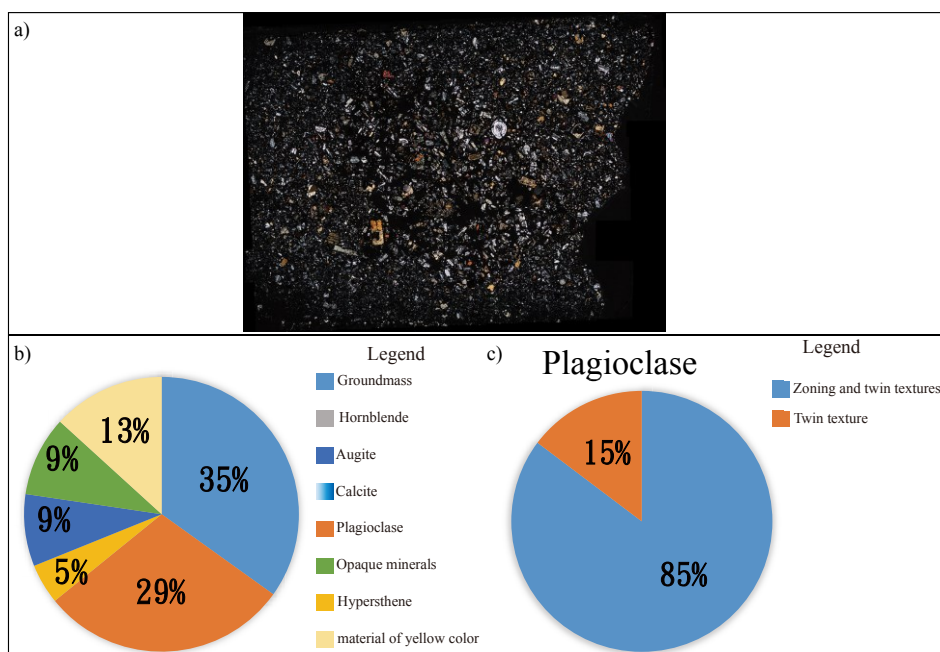 a)
b)
Legend
Groundmass
Hornblende
Augite
Calcite
Plagioclase
Opaque minerals
Hypersthene
material of yellow color
13%
9%
35%
9%
5%
29%
c)
Plagioclase
Legend
Zoning and twin textures
Twin texture
15%
85%